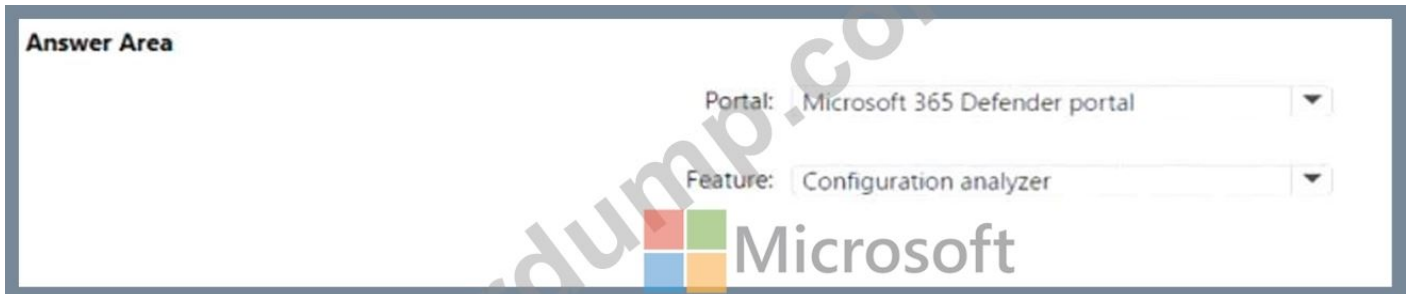 Answer Area
Portal: Microsoft 365 Defender portal
Feature: Configuration analyzer
Microsoft